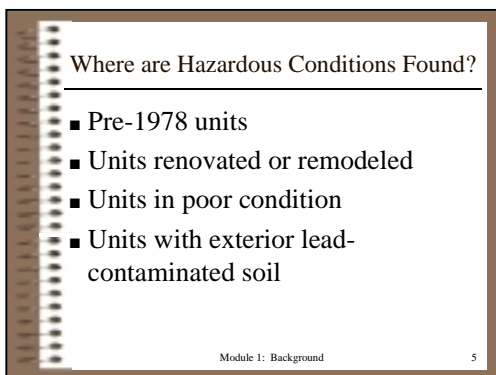 Where are Hazardous Conditions Found?
■ Pre-1978 units
■ Units renovated or remodeled
■ Units in poor condition
■ Units with exterior lead-
contaminated soil
Module 1: Background 5